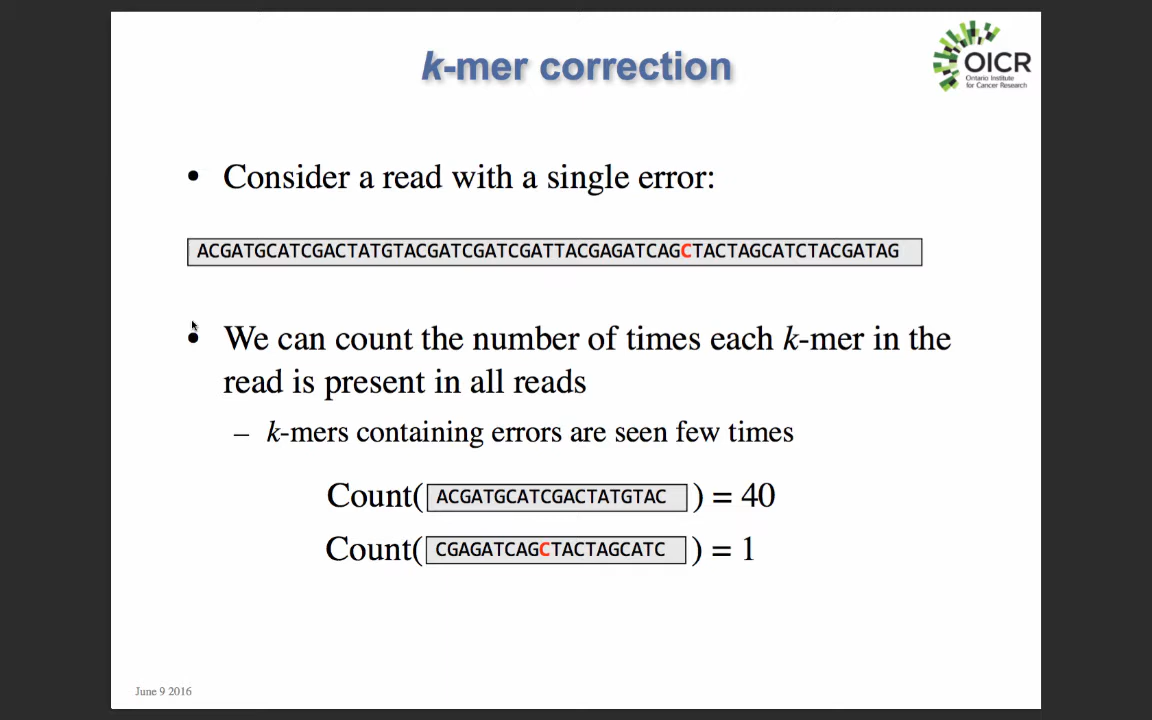 k-mer correction
OICR
Ontario Institute
for Cancer Research
• Consider a read with a single error:
ACGATGCATCGACTATGTACGATCGATCGATTACGAGATCAGCTACTAGCATCTACGATAG
• We can count the number of times each k-mer in the
read is present in all reads
– k-mers containing errors are seen few times
Count( ACGATGCATCGACTATGTAC ) = 40
Count( CGAGATCAGCTACTAGCATC ) = 1
June 9 2016